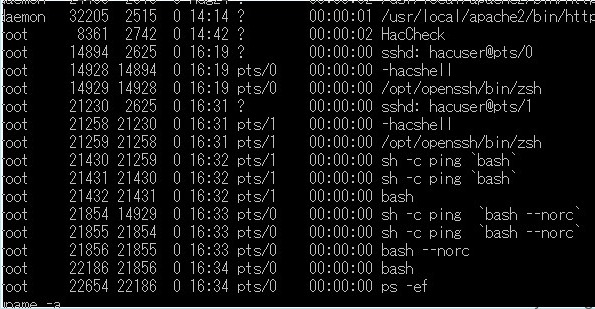 daemon 32205 2515 0 14:14 ? 00:00:01 /usr/local/apache2/bin/http
root 8361 2742 0 14:42 ? 00:00:02 HacCheck
root 14894 2625 0 16:19 ? 00:00:00 sshd: hacuser@pts/0
root 14928 14894 0 16:19 pts/0 00:00:00 -hacshell
root 14929 14928 0 16:19 pts/0 00:00:00 /opt/openssh/bin/zsh
root 21230 2625 0 16:31 ? 00:00:00 sshd: hacuser@pts/1
root 21258 21230 0 16:31 pts/1 00:00:00 -hacshell
root 21259 21258 0 16:31 pts/1 00:00:00 /opt/openssh/bin/zsh
root 21430 21259 0 16:32 pts/1 00:00:00 sh -c ping `bash`
root 21431 21430 0 16:32 pts/1 00:00:00 sh -c ping `bash`
root 21432 21431 0 16:32 pts/1 00:00:00 bash
root 21854 14929 0 16:33 pts/0 00:00:00 sh -c ping `bash --norc`
root 21855 21854 0 16:33 pts/0 00:00:00 sh -c ping `bash --norc`
root 21856 21855 0 16:33 pts/0 00:00:00 bash --norc
root 22186 21856 0 16:34 pts/0 00:00:00 bash
root 22654 22186 0 16:34 pts/0 00:00:00 ps -ef
uname -a